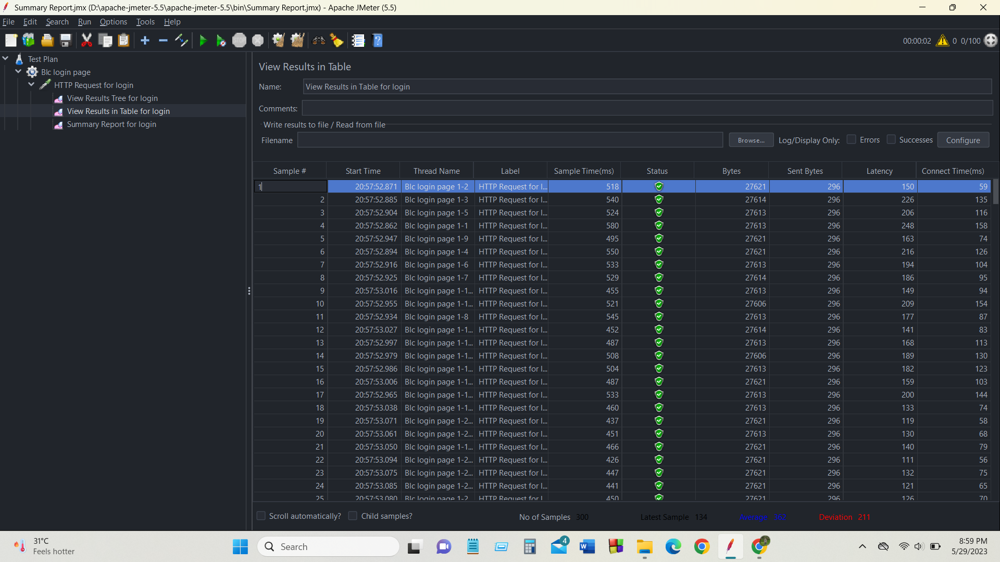 Summary Report.jmx (D:\apache-jmeter-5.5\apache-jmeter-5.5\bin\Summary Report.jmx) - Apache JMeter (5.5)
File Edit Search Run Options Tools Help
STOP 00:00:02 0 0/100
Test Plan
Blc login page
HTTP Request for login
View Results Tree for login
View Results in Table for login
Summary Report for login
View Results in Table
Name: View Results in Table for login
Comments:
Write results to file / Read from file
Filename Browse... Log/Display Only: Errors Successes Configure
Sample # Start Time Thread Name Label Sample Time(ms) Status Bytes Sent Bytes Latency Connect Time(ms)
1 20:57:52.871 Blc login page 1-2 HTTP Request for l... 518 27621 296 150 59
2 20:57:52.885 Blc login page 1-3 HTTP Request for l... 540 27614 296 226 135
3 20:57:52.904 Blc login page 1-5 HTTP Request for l... 524 27613 296 206 116
4 20:57:52.862 Blc login page 1-1 HTTP Request for l... 580 27613 296 248 158
5 20:57:52.947 Blc login page 1-9 HTTP Request for l... 495 27621 296 163 74
6 20:57:52.894 Blc login page 1-4 HTTP Request for l... 550 27621 296 216 126
7 20:57:52.916 Blc login page 1-6 HTTP Request for l... 533 27613 296 194 104
8 20:57:52.925 Blc login page 1-7 HTTP Request for l... 529 27614 296 186 95
9 20:57:53.016 Blc login page 1-1... HTTP Request for l... 455 27613 296 149 94
10 20:57:52.955 Blc login page 1-1... HTTP Request for l... 521 27606 296 209 154
11 20:57:52.934 Blc login page 1-8 HTTP Request for l... 545 27613 296 177 87
12 20:57:53.027 Blc login page 1-1... HTTP Request for l... 452 27614 296 141 83
13 20:57:52.997 Blc login page 1-1... HTTP Request for l... 487 27613 296 168 113
14 20:57:52.979 Blc login page 1-1... HTTP Request for l... 508 27606 296 189 130
15 20:57:52.986 Blc login page 1-1... HTTP Request for l... 504 27613 296 182 123
16 20:57:53.006 Blc login page 1-1... HTTP Request for l... 487 27621 296 159 103
17 20:57:52.965 Blc login page 1-1... HTTP Request for l... 533 27613 296 200 144
18 20:57:53.038 Blc login page 1-1... HTTP Request for l... 460 27613 296 133 74
19 20:57:53.071 Blc login page 1-2... HTTP Request for l... 437 27621 296 119 58
20 20:57:53.061 Blc login page 1-2... HTTP Request for l... 451 27613 296 130 68
21 20:57:53.050 Blc login page 1-1... HTTP Request for l... 466 27621 296 140 79
22 20:57:53.094 Blc login page 1-2... HTTP Request for l... 426 27621 296 111 56
23 20:57:53.075 Blc login page 1-2... HTTP Request for l... 447 27621 296 132 75
24 20:57:53.085 Blc login page 1-2... HTTP Request for l... 441 27621 296 121 65
25 20:57:53.080 Blc login page 1-2... HTTP Request for l... 450 27621 296 126 70
Scroll automatically? Child samples? No of Samples 300 Latest Sample 134 Average 362 Deviation 211
31°C
Feels hotter
Search
4
8:59 PM
5/29/2023